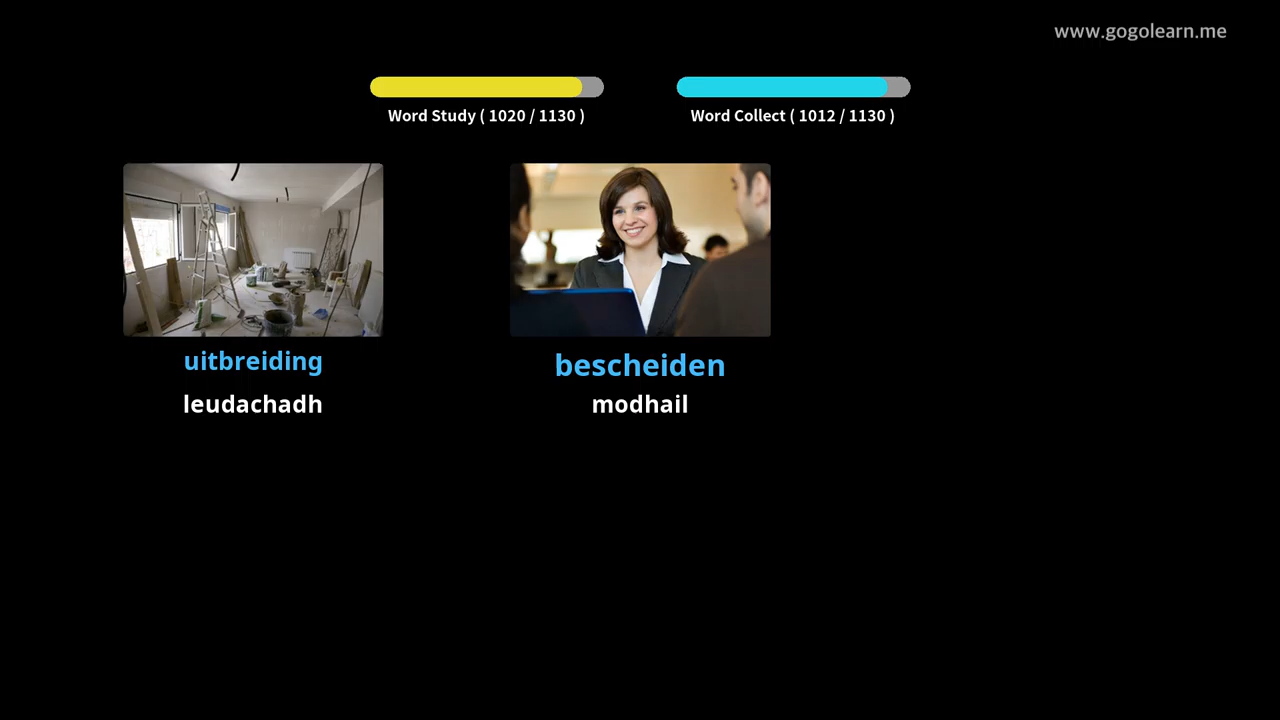 www.gogolearn.me
Word Study ( 1020 / 1130 )
Word Collect ( 1012 / 1130 )
uitbreiding
leudachadh
bescheiden
modhail